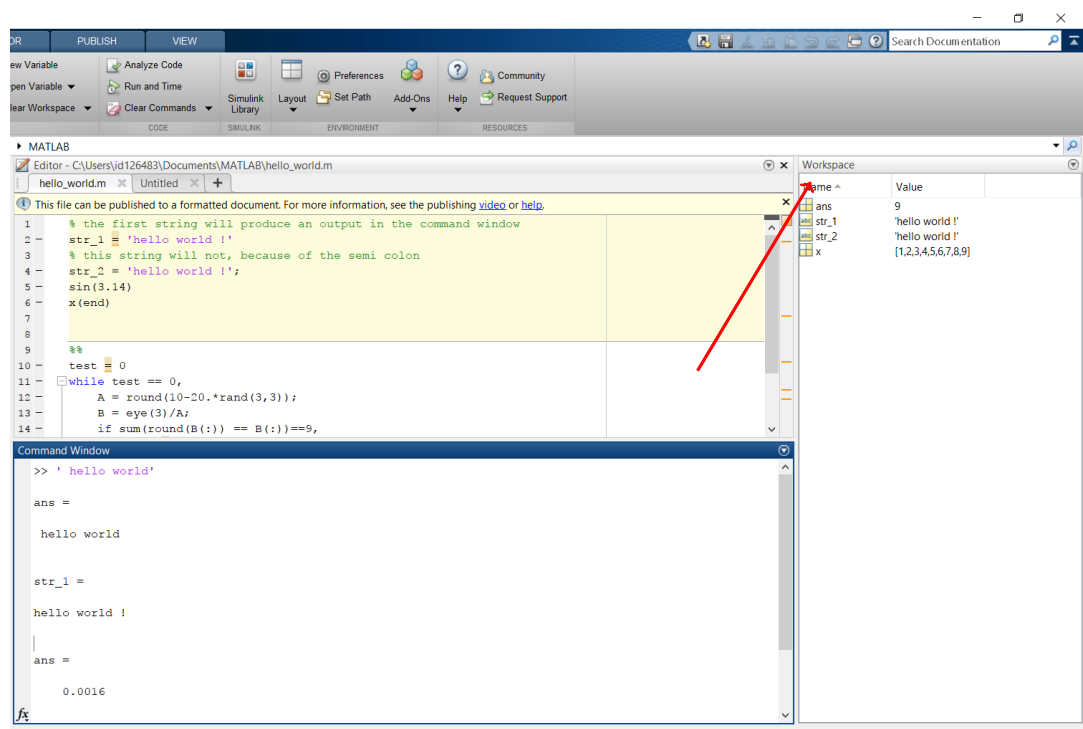 OR PUBLISH VIEW Search Documentation
ew Variable Analyze Code Preferences Community
pen Variable Run and Time Set Path Request Support
lear Workspace Clear Commands Simulink Library Layout Add-Ons Help
CODE SIMULINK ENVIRONMENT RESOURCES
MATLAB
Editor - C:\Users\id126483\Documents\MATLAB\hello_world.m
hello_world.m Untitled +
This file can be published to a formatted document. For more information, see the publishing video or help.
1 % the first string will produce an output in the command window
2 - str_1 = 'hello world !'
3 % this string will not, because of the semi colon
4 - str_2 = 'hello world !';
5 - sin(3.14)
6 - x(end)
7
8
9 %%
10 - test = 0
11 - while test == 0,
12 - A = round(10-20.*rand(3,3));
13 - B = eye(3)/A;
14 - if sum(round(B(:)) == B(:))==9,
Command Window
>> ' hello world'
ans =
hello world
str_1 =
hello world !
ans =
0.0016
fx
Workspace
Name Value
ans 9
str_1 'hello world !'
str_2 'hello world !'
x [1,2,3,4,5,6,7,8,9]